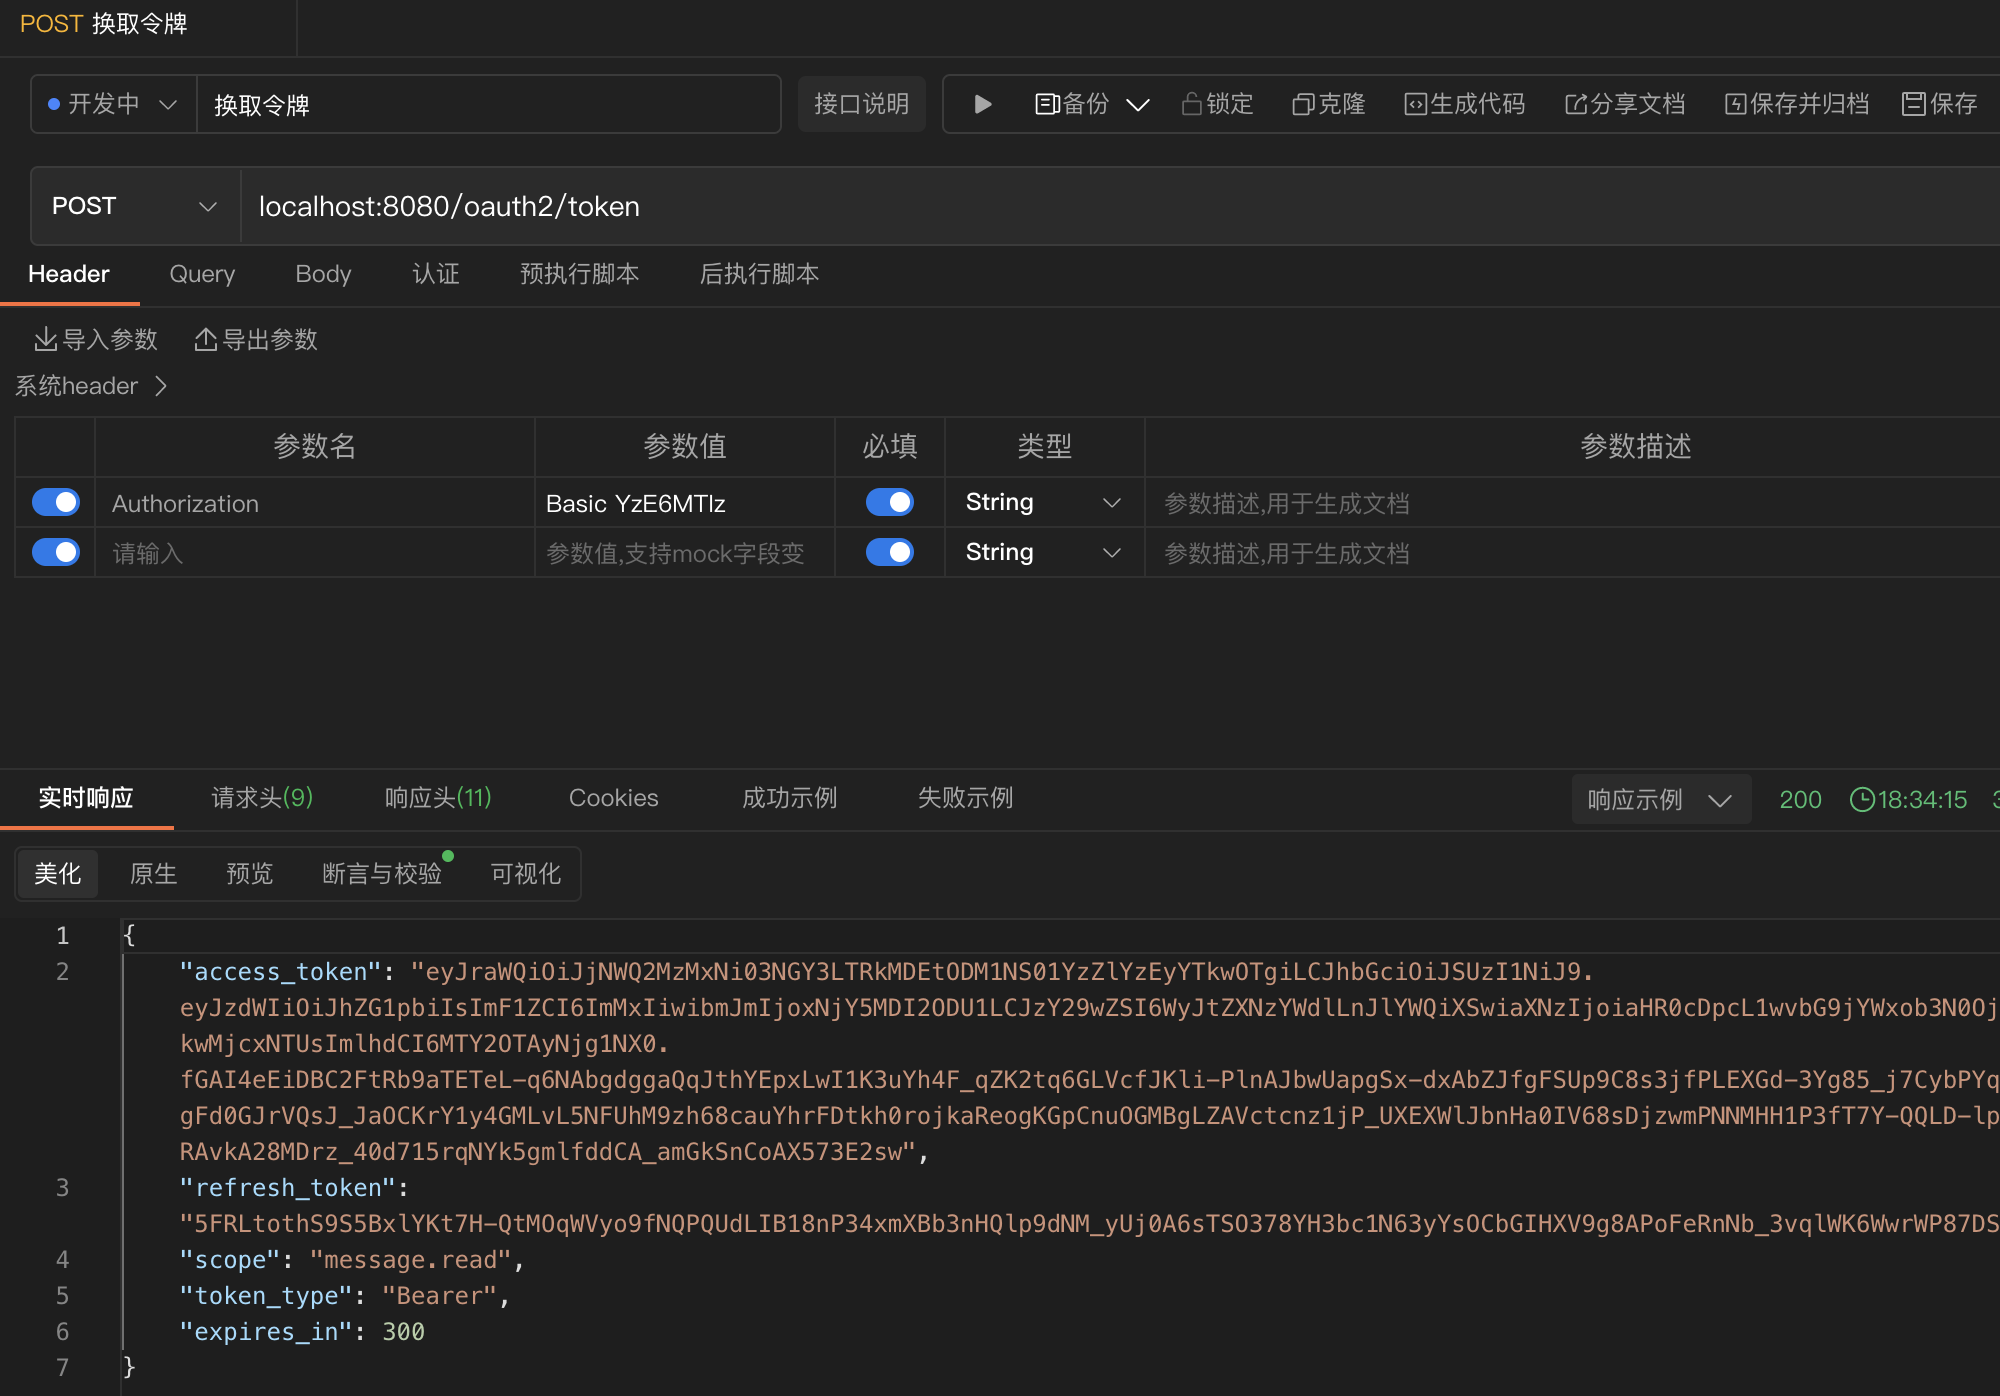 POST 换取令牌
开发中 换取令牌 接口说明 备份 锁定 克隆 生成代码 分享文档 保存并归档 保存
POST localhost:8080/oauth2/token
Header Query Body 认证 预执行脚本 后执行脚本
导入参数 导出参数
系统header
参数名 参数值 必填 类型 参数描述
Authorization Basic YzE6MTIz String 参数描述,用于生成文档
请输入 参数值,支持mock字段变 String 参数描述,用于生成文档
实时响应 请求头(9) 响应头(11) Cookies 成功示例 失败示例 响应示例 200 18:34:15
美化 原生 预览 断言与校验 可视化
1 {
2 "access_token": "eyJraWQiOiJjNWQ2MzMxNi03NGY3LTRkMDEtODM1NS01YzZlYzEyYTkwOTgiLCJhbGciOiJSUzI1NiJ9.
eyJzdWIiOiJhZG1pbiIsImF1ZCI6ImMxIiwibmJmIjoxNjY5MDI2ODU1LCJzY29wZSI6WyJtZXNzYWdlLnJlYWQiXSwiaXNzIjoiaHR0cDpcL1wvbG9jYWxob3N0Oj
kwMjcxNTUsImlhdCI6MTY2OTAyNjg1NX0.
fGAI4eEiDBC2FtRb9aTETeL-q6NAbgdggaQqJthYEpxLwI1K3uYh4F_qZK2tq6GLVcfJKli-PlnAJbwUapgSx-dxAbZJfgFSUp9C8s3jfPLEXGd-3Yg85_j7CybPYq
gFd0GJrVQsJ_JaOCKrY1y4GMLvL5NFUhM9zh68cauYhrFDtkh0rojkaReogKGpCnuOGMBgLZAVctcnz1jP_UXEXWlJbnHa0IV68sDjzwmPNNMHH1P3fT7Y-QQLD-lp
RAvkA28MDrz_40d715rqNYk5gmlfddCA_amGkSnCoAX573E2sw",
3 "refresh_token":
"5FRLtothS9S5BxlYKt7H-QtMOqWVyo9fNQPQUdLIB18nP34xmXBb3nHQlp9dNM_yUj0A6sTSO378YH3bc1N63yYsOCbGIHXV9g8APoFeRnNb_3vqlWK6WwrWP87DS
4 "scope": "message.read",
5 "token_type": "Bearer",
6 "expires_in": 300
7 }